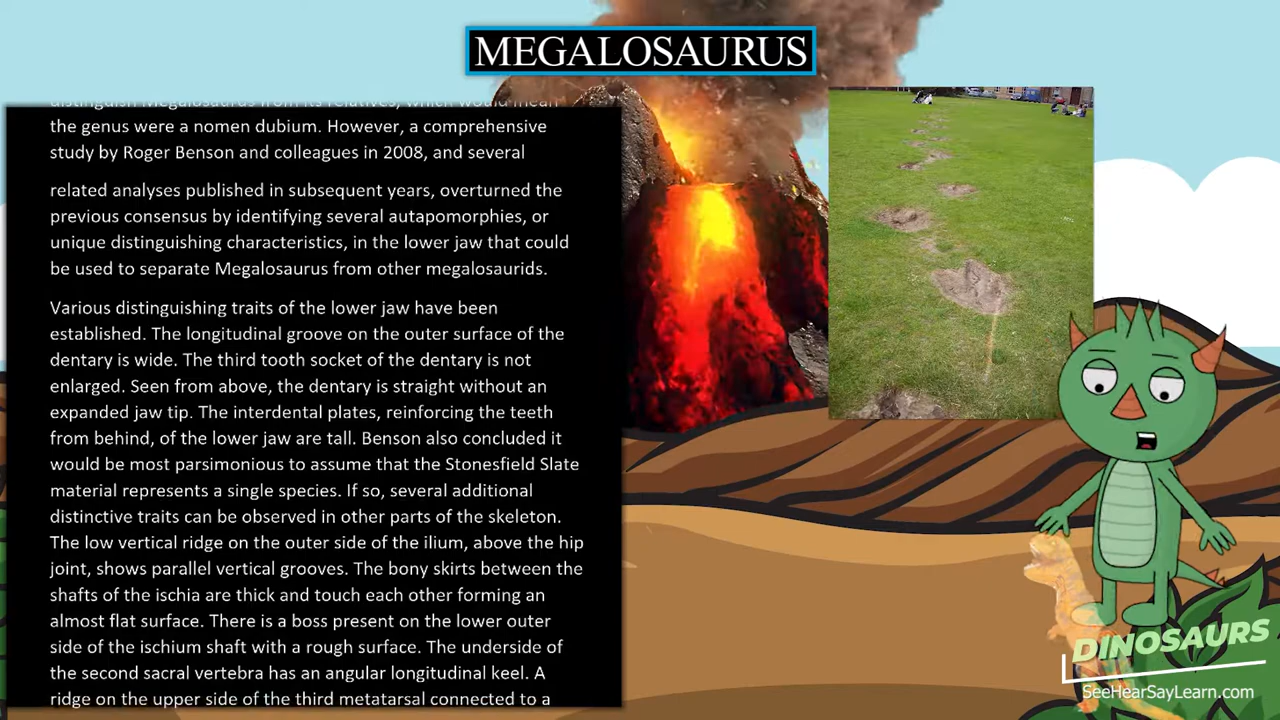 MEGALOSAURUS
distinguish Megalosaurus from its relatives, which would mean
the genus were a nomen dubium. However, a comprehensive
study by Roger Benson and colleagues in 2008, and several
related analyses published in subsequent years, overturned the
previous consensus by identifying several autapomorphies, or
unique distinguishing characteristics, in the lower jaw that could
be used to separate Megalosaurus from other megalosaurids.
Various distinguishing traits of the lower jaw have been
established. The longitudinal groove on the outer surface of the
dentary is wide. The third tooth socket of the dentary is not
enlarged. Seen from above, the dentary is straight without an
expanded jaw tip. The interdental plates, reinforcing the teeth
from behind, of the lower jaw are tall. Benson also concluded it
would be most parsimonious to assume that the Stonesfield Slate
material represents a single species. If so, several additional
distinctive traits can be observed in other parts of the skeleton.
The low vertical ridge on the outer side of the ilium, above the hip
joint, shows parallel vertical grooves. The bony skirts between the
shafts of the ischia are thick and touch each other forming an
almost flat surface. There is a boss present on the lower outer
side of the ischium shaft with a rough surface. The underside of
the second sacral vertebra has an angular longitudinal keel. A
ridge on the upper side of the third metatarsal connected to a
DINOSAURS
SeeHearSayLearn.com